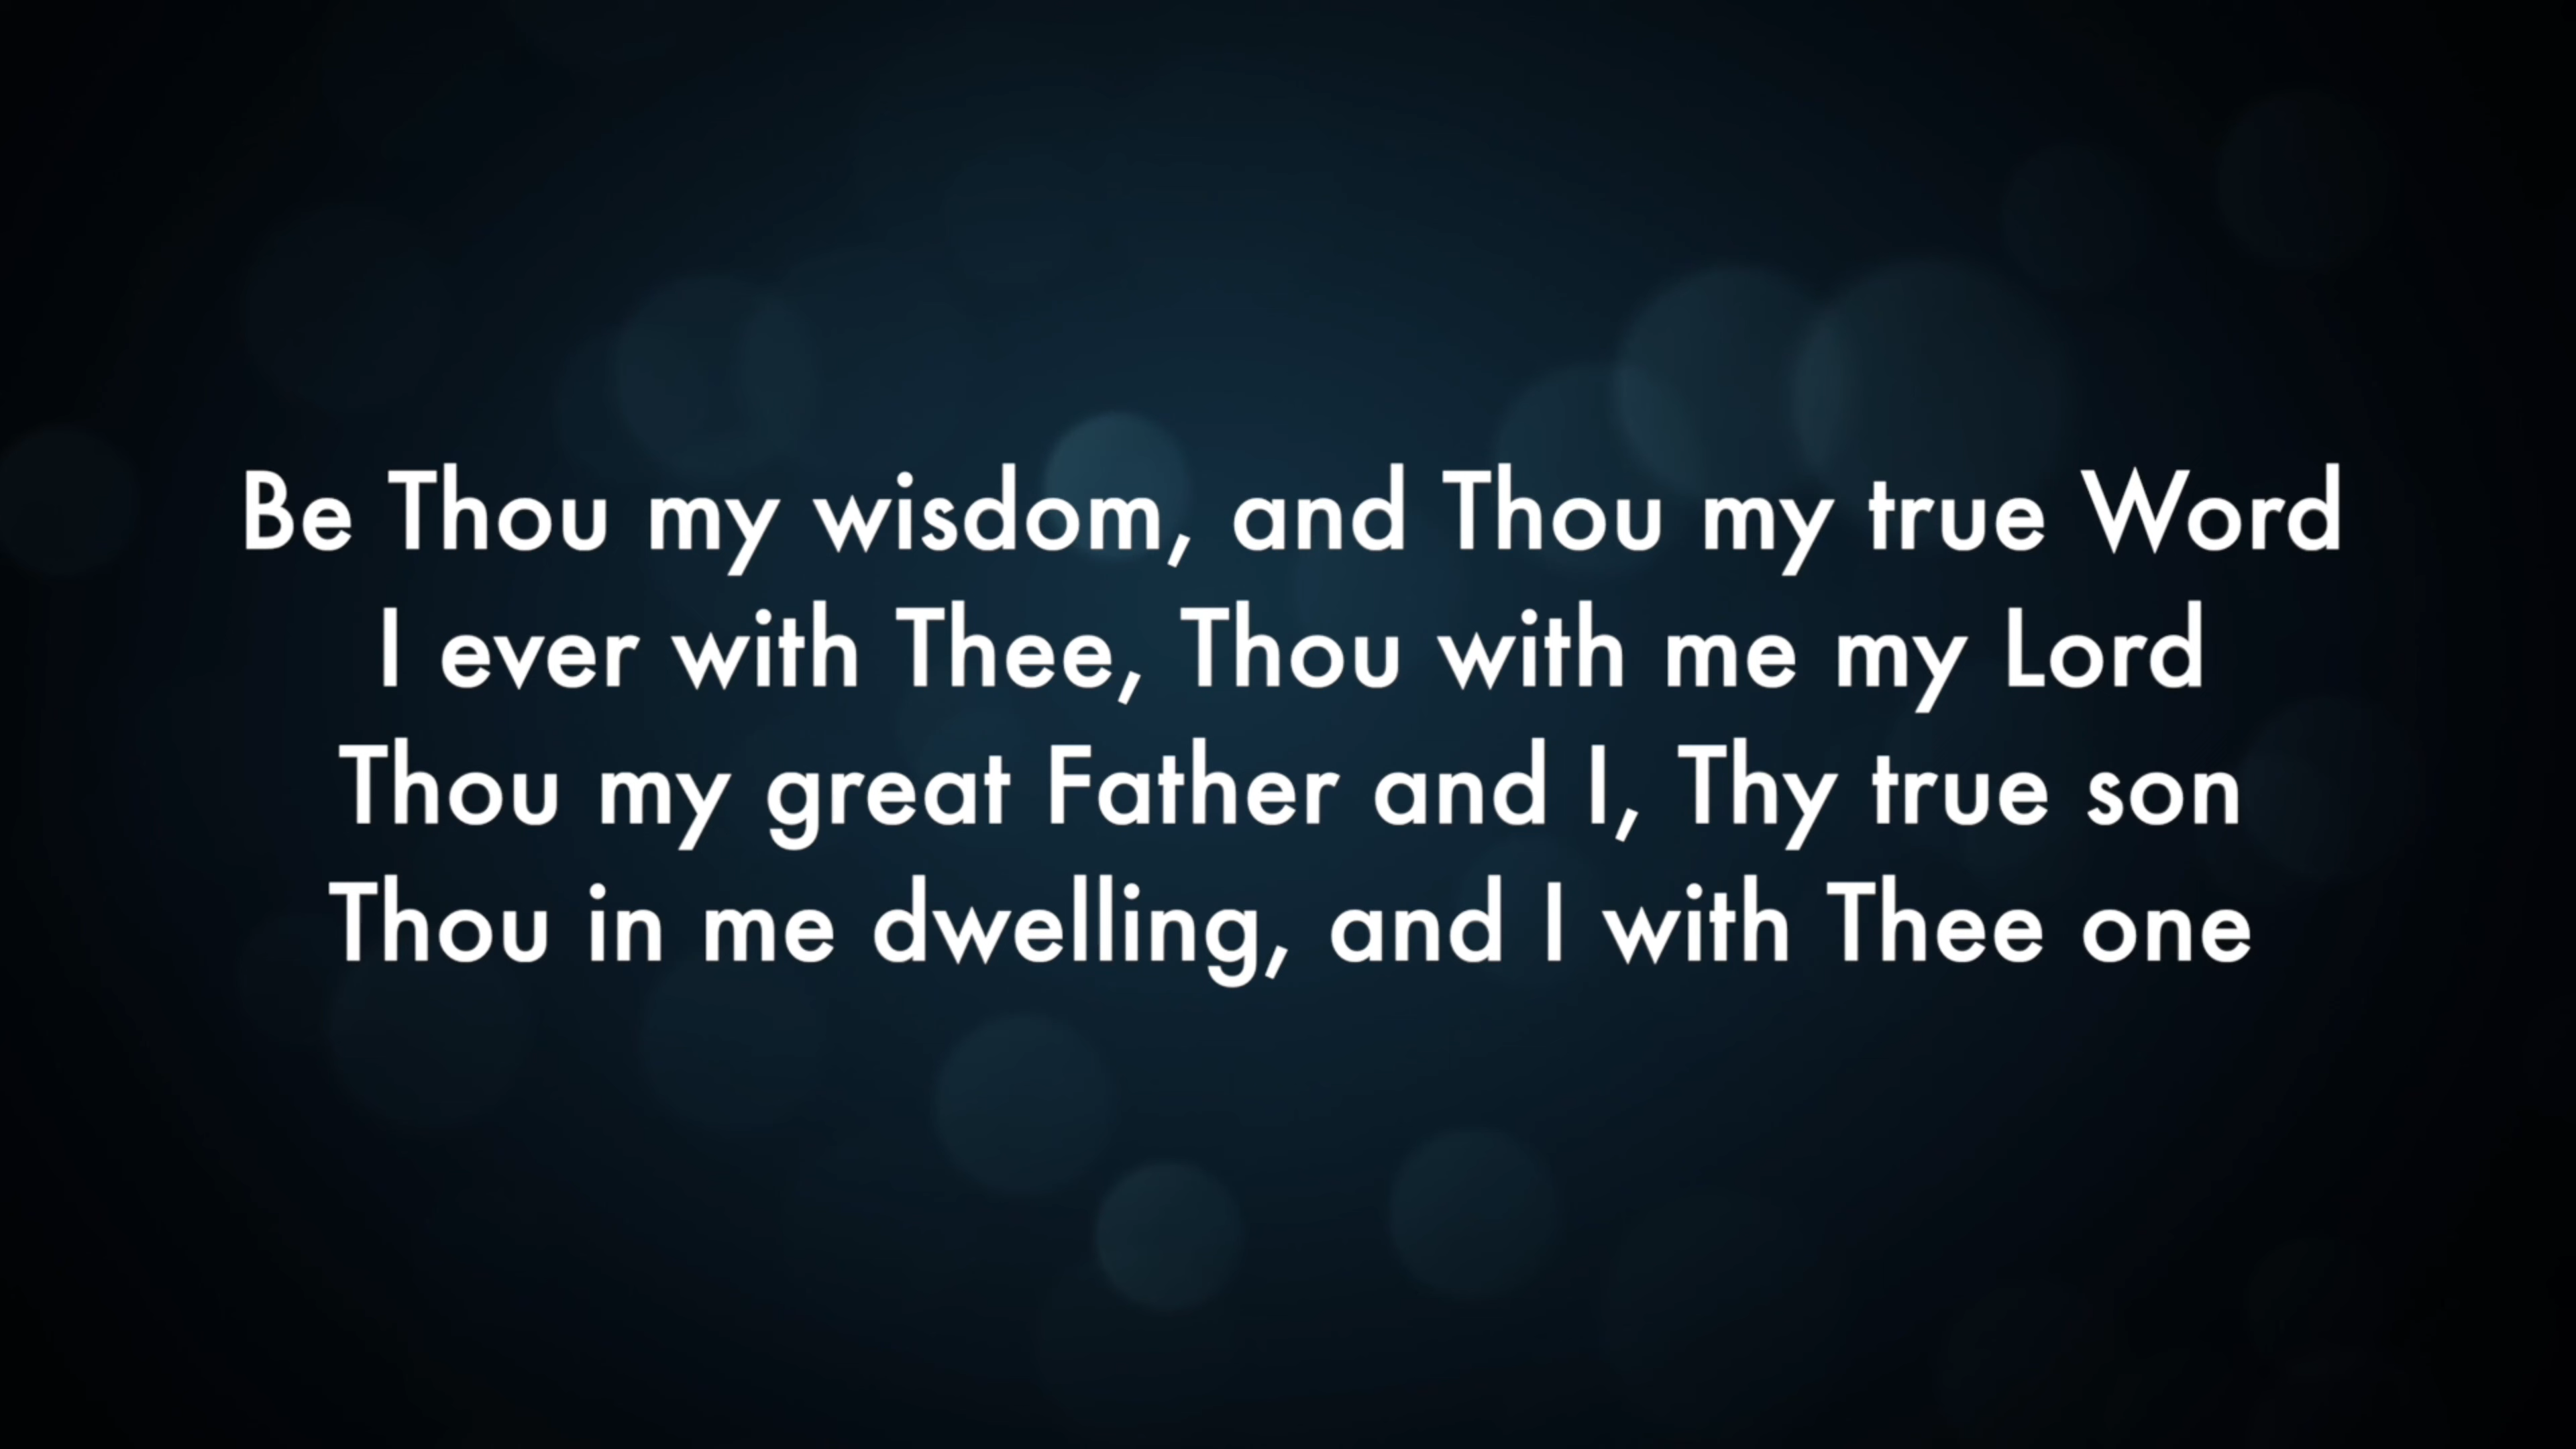 Be Thou my wisdom, and Thou my true Word
I ever with Thee, Thou with me my Lord
Thou my great Father and I, Thy true son
Thou in me dwelling, and I with Thee one